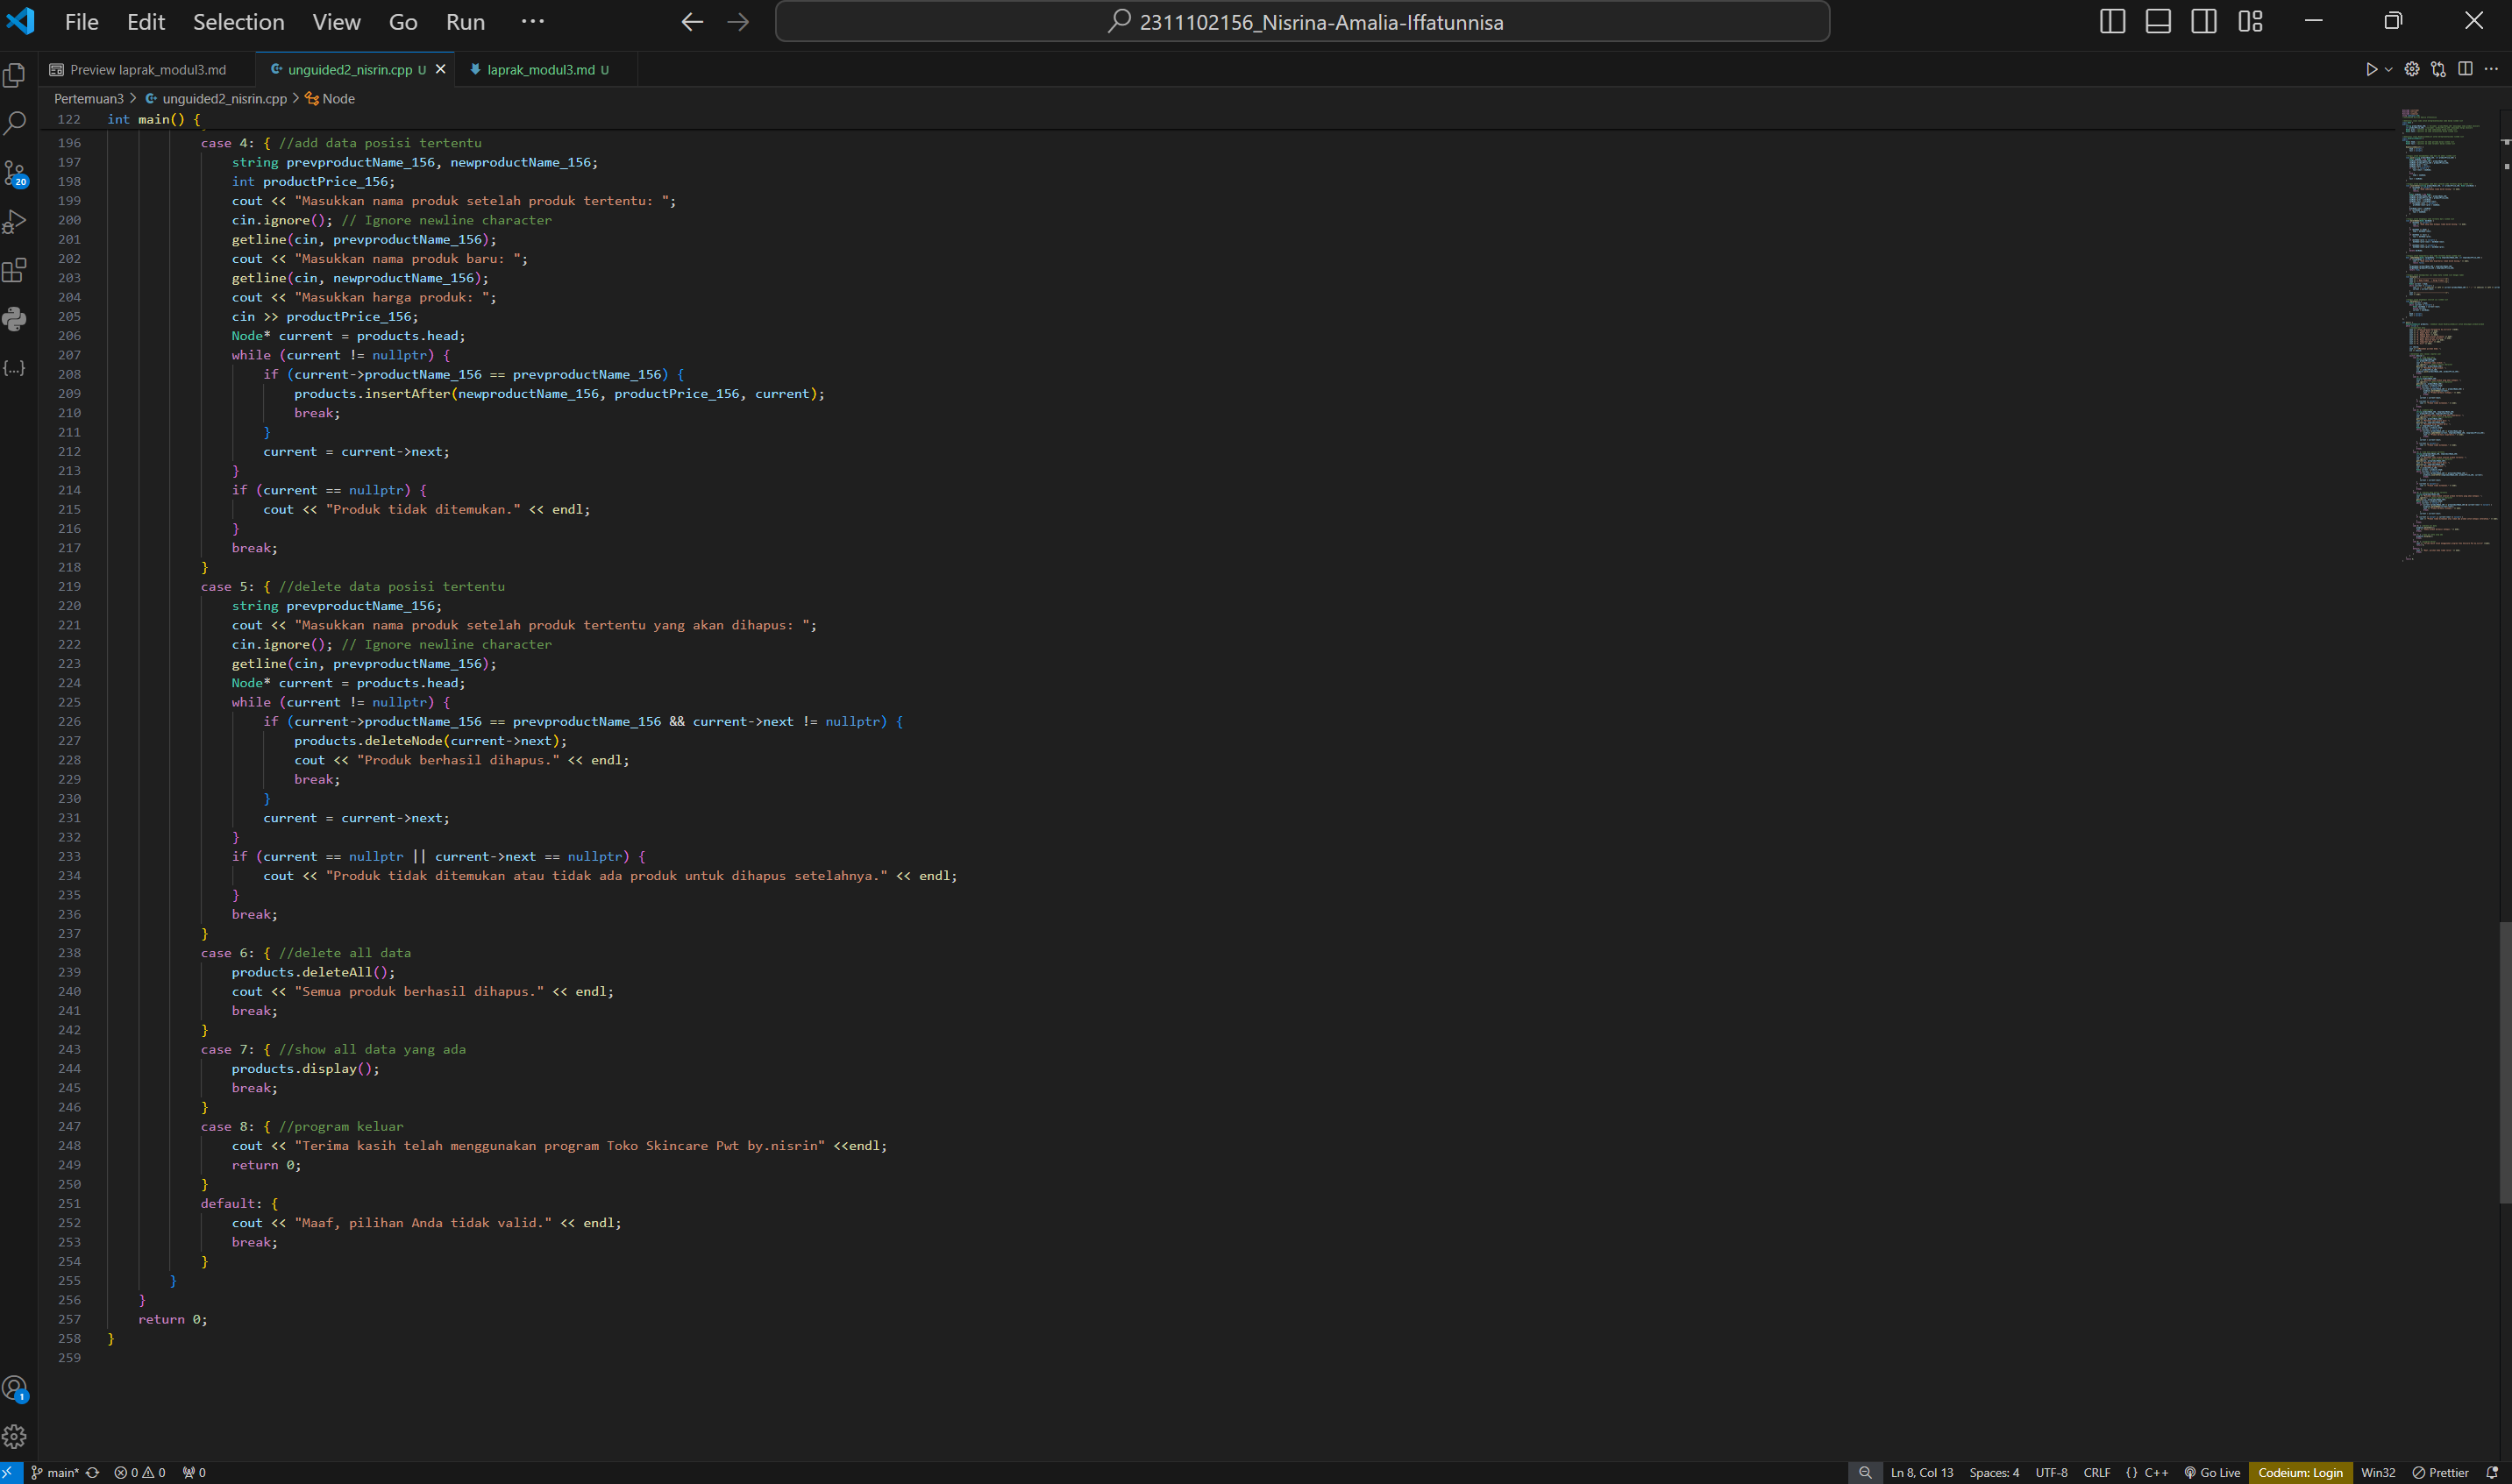 File Edit Selection View Go Run ···
2311102156_Nisrina-Amalia-Iffatunnisa
Preview laprak_modul3.md unguided2_nisrin.cpp U laprak_modul3.md U
Pertemuan3 > unguided2_nisrin.cpp > Node
122 int main() {
196 case 4: { //add data posisi tertentu
197 string prevproductName_156, newproductName_156;
198 int productPrice_156;
199 cout << "Masukkan nama produk setelah produk tertentu: ";
200 cin.ignore(); // Ignore newline character
201 getline(cin, prevproductName_156);
202 cout << "Masukkan nama produk baru: ";
203 getline(cin, newproductName_156);
204 cout << "Masukkan harga produk: ";
205 cin >> productPrice_156;
206 Node* current = products.head;
207 while (current != nullptr) {
208 if (current->productName_156 == prevproductName_156) {
209 products.insertAfter(newproductName_156, productPrice_156, current);
210 break;
211 }
212 current = current->next;
213 }
214 if (current == nullptr) {
215 cout << "Produk tidak ditemukan." << endl;
216 }
217 break;
218 }
219 case 5: { //delete data posisi tertentu
220 string prevproductName_156;
221 cout << "Masukkan nama produk setelah produk tertentu yang akan dihapus: ";
222 cin.ignore(); // Ignore newline character
223 getline(cin, prevproductName_156);
224 Node* current = products.head;
225 while (current != nullptr) {
226 if (current->productName_156 == prevproductName_156 && current->next != nullptr) {
227 products.deleteNode(current->next);
228 cout << "Produk berhasil dihapus." << endl;
229 break;
230 }
231 current = current->next;
232 }
233 if (current == nullptr || current->next == nullptr) {
234 cout << "Produk tidak ditemukan atau tidak ada produk untuk dihapus setelahnya." << endl;
235 }
236 break;
237 }
238 case 6: { //delete all data
239 products.deleteAll();
240 cout << "Semua produk berhasil dihapus." << endl;
241 break;
242 }
243 case 7: { //show all data yang ada
244 products.display();
245 break;
246 }
247 case 8: { //program keluar
248 cout << "Terima kasih telah menggunakan program Toko Skincare Pwt by.nisrin" <<endl;
249 return 0;
250 }
251 default: {
252 cout << "Maaf, pilihan Anda tidak valid." << endl;
253 break;
254 }
255 }
256 }
257 return 0;
258 }
259
20
1
main* 0 0 0 Ln 8, Col 13 Spaces: 4 UTF-8 CRLF {} C++ Go Live Codeium: Login Win32 Prettier